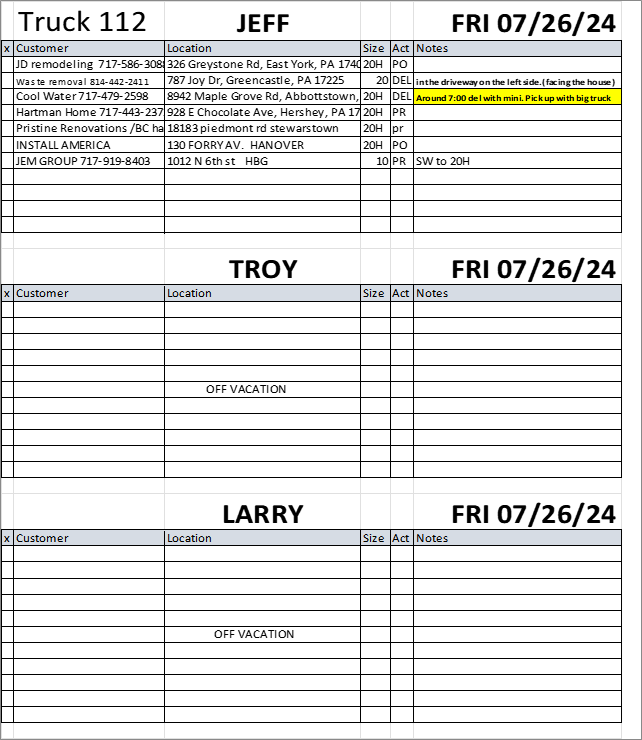 Truck 112 JEFF FRI 07/26/24
x Customer Location Size Act Notes
JD remodeling 717-586-308 326 Greystone Rd, East York, PA 1740 20H PO
Waste removal 814-442-2411 787 Joy Dr, Greencastle, PA 17225 20 DEL in the driveway on the left side. (facing the house)
Cool Water 717-479-2598 8942 Maple Grove Rd, Abbottstown, 20H DEL Around 7:00 del with mini. Pick up with big truck
Hartman Home 717-443-237 928 E Chocolate Ave, Hershey, PA 17 20H PR
Pristine Renovations /BC ha 18183 piedmont rd stewarstown 20H pr
INSTALL AMERICA 130 FORRY AV. HANOVER 20H PO
JEM GROUP 717-919-8403 1012 N 6th st HBG 10 PR SW to 20H
TROY FRI 07/26/24
x Customer Location Size Act Notes
OFF VACATION
LARRY FRI 07/26/24
x Customer Location Size Act Notes
OFF VACATION